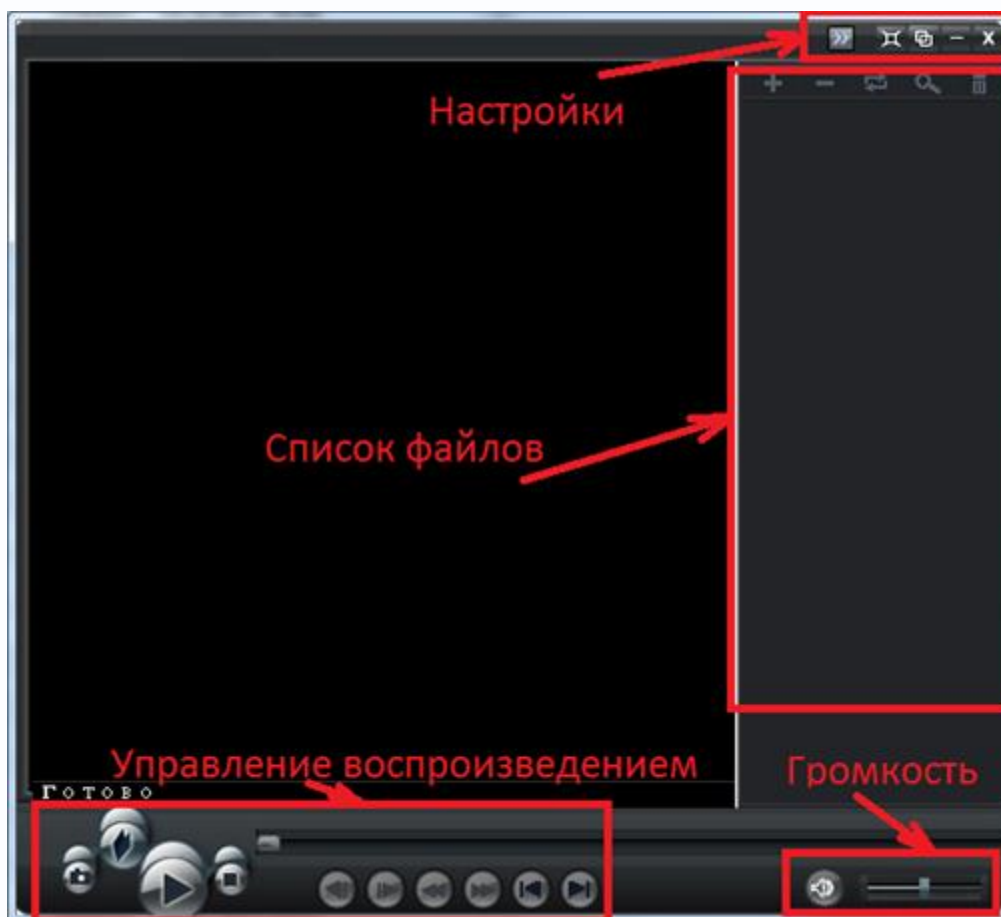 Настройки
Список файлов
Управление воспроизведением
Громкость
Готово